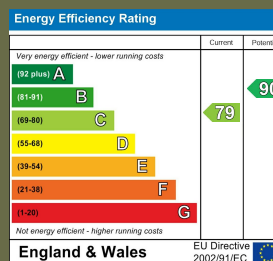 Energy Efficiency Rating
Current
Very energy efficient - lower running costs
(92 plus) A
(81-91) B
90
(69-80) C
79
(55-68) D
(39-54) E
(21-38) F
(1-20) G
Not energy efficient - higher running costs
England & Wales
EU Directive
2002/91/EC